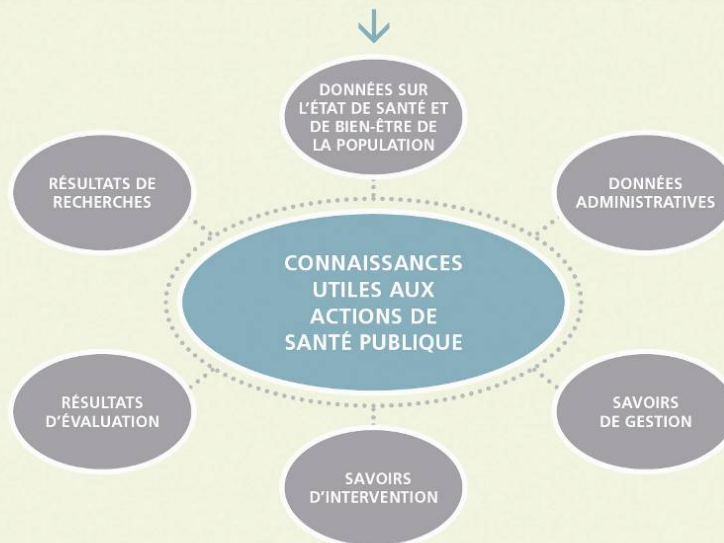 DONNÉES SUR
L'ÉTAT DE SANTÉ ET
DE BIEN-ÊTRE DE
LA POPULATION
RÉSULTATS DE
RECHERCHES
DONNÉES
ADMINISTRATIVES
CONNAISSANCES
UTILES AUX
ACTIONS DE
SANTÉ PUBLIQUE
RÉSULTATS
D'ÉVALUATION
SAVOIRS
DE GESTION
SAVOIRS
D'INTERVENTION